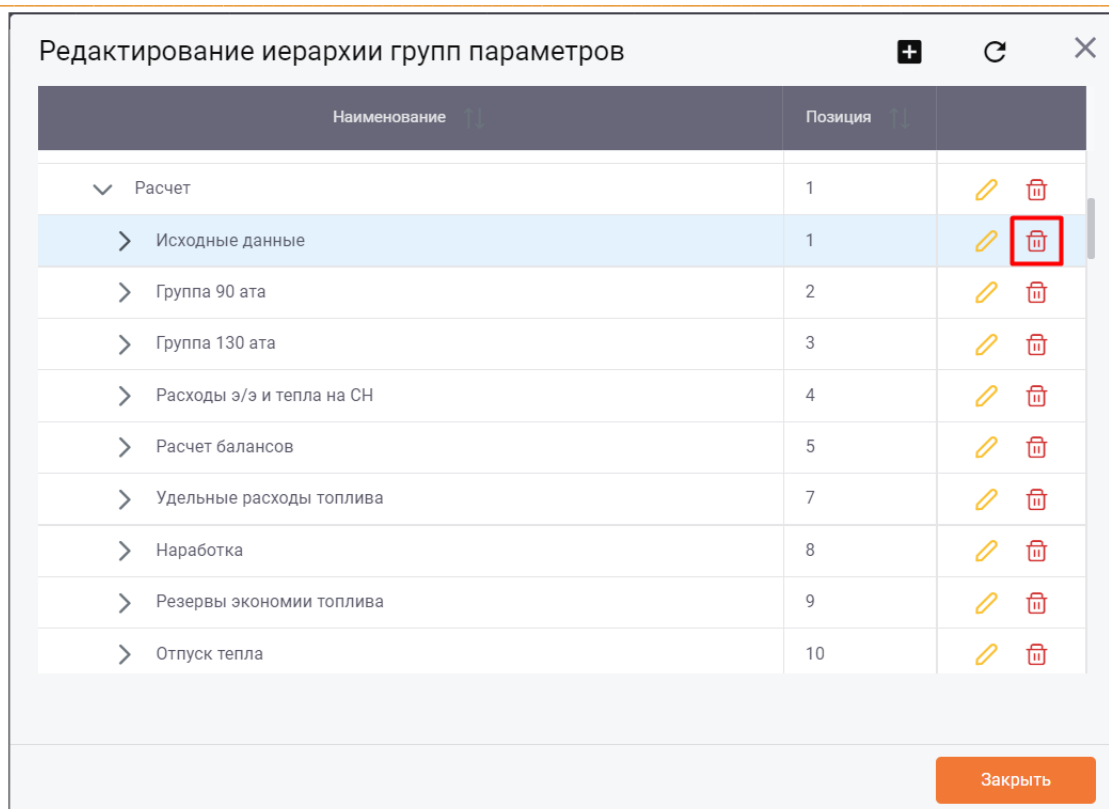 Редактирование иерархии групп параметров
Наименование Позиция
Расчет 1
Исходные данные 1
Группа 90 ата 2
Группа 130 ата 3
Расходы э/э и тепла на СН 4
Расчет балансов 5
Удельные расходы топлива 7
Наработка 8
Резервы экономии топлива 9
Отпуск тепла 10
Закрыть